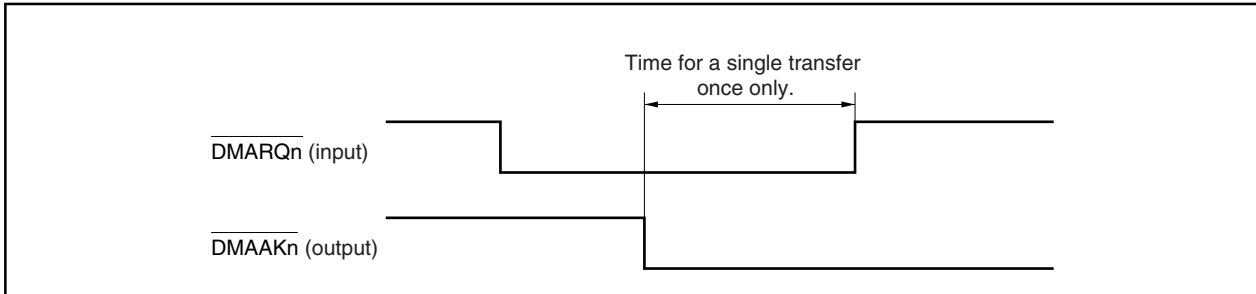 Time for a single transfer
once only.
DMARQn (input)
DMAAKn (output)